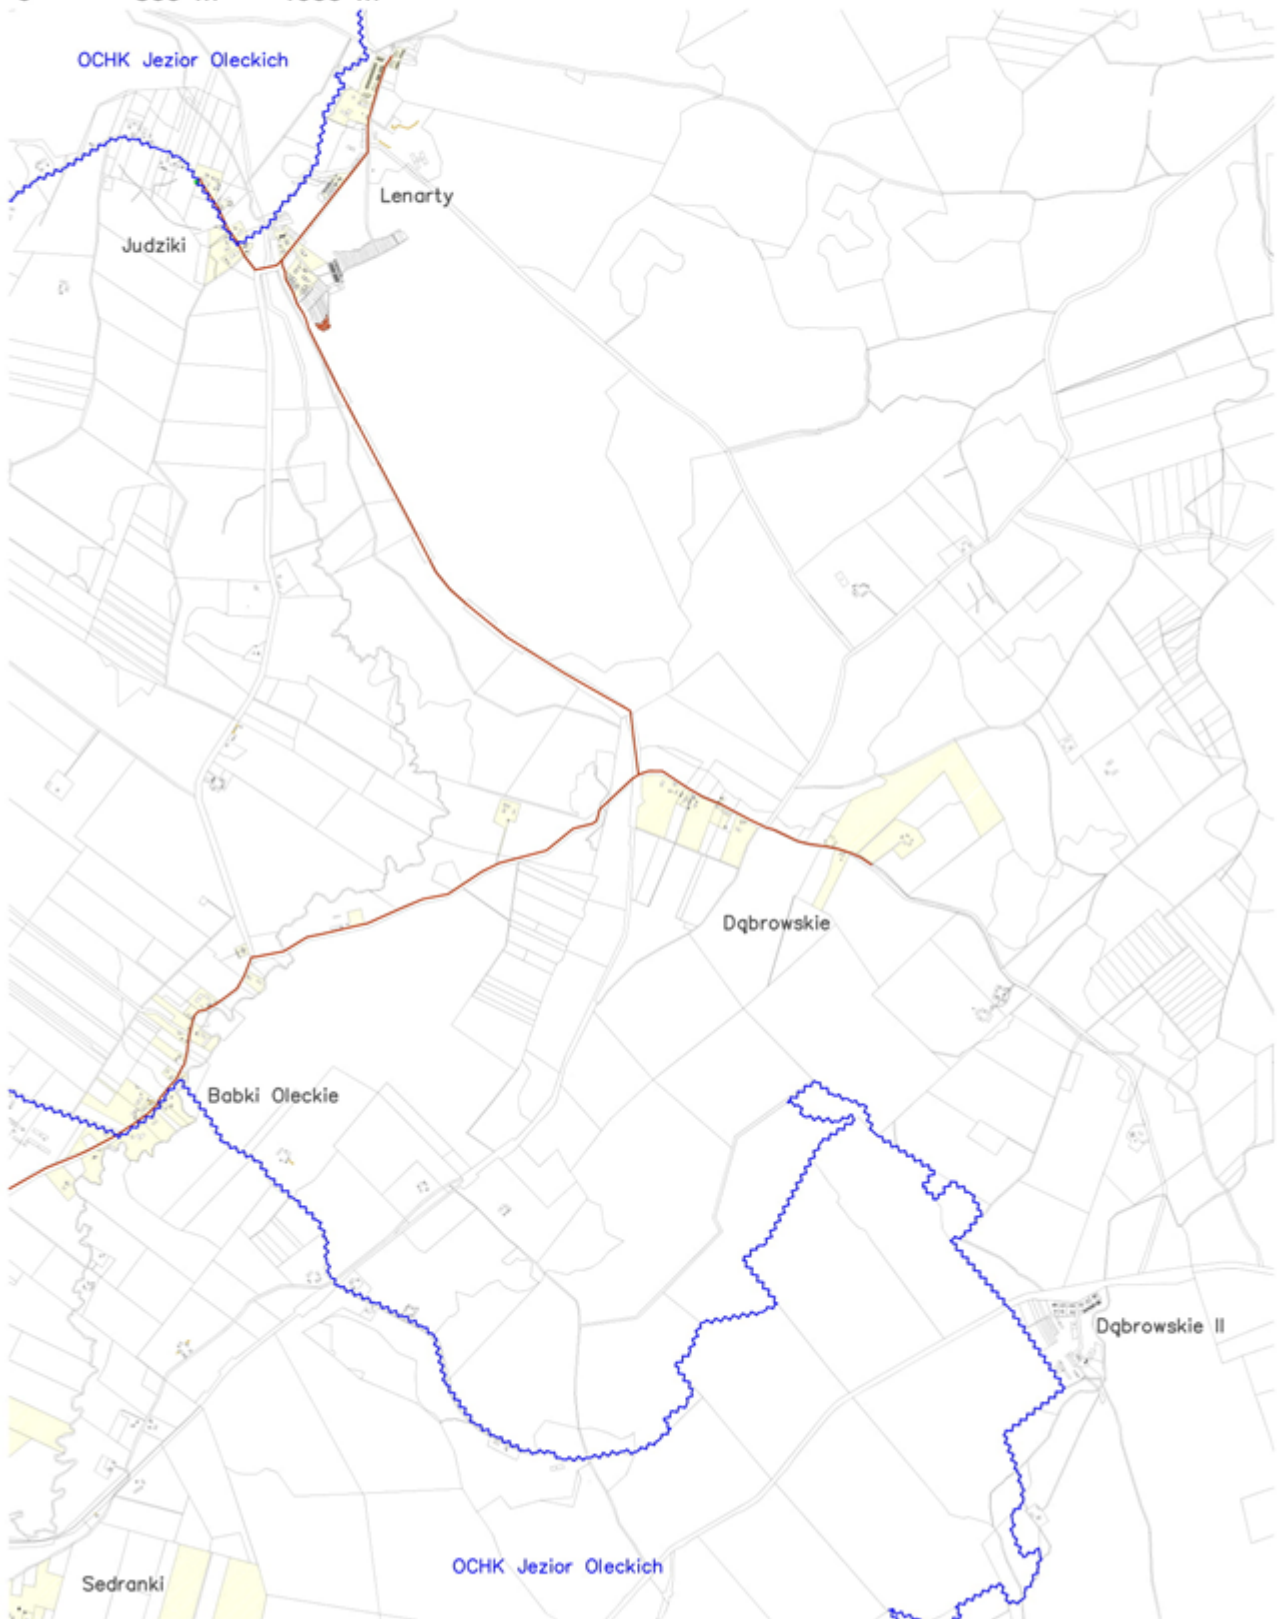 OCHK Jezior Oleckich
Lenarty
Judziki
Dąbrowskie
Babki Oleckie
Dąbrowskie II
OCHK Jezior Oleckich
Sedranki